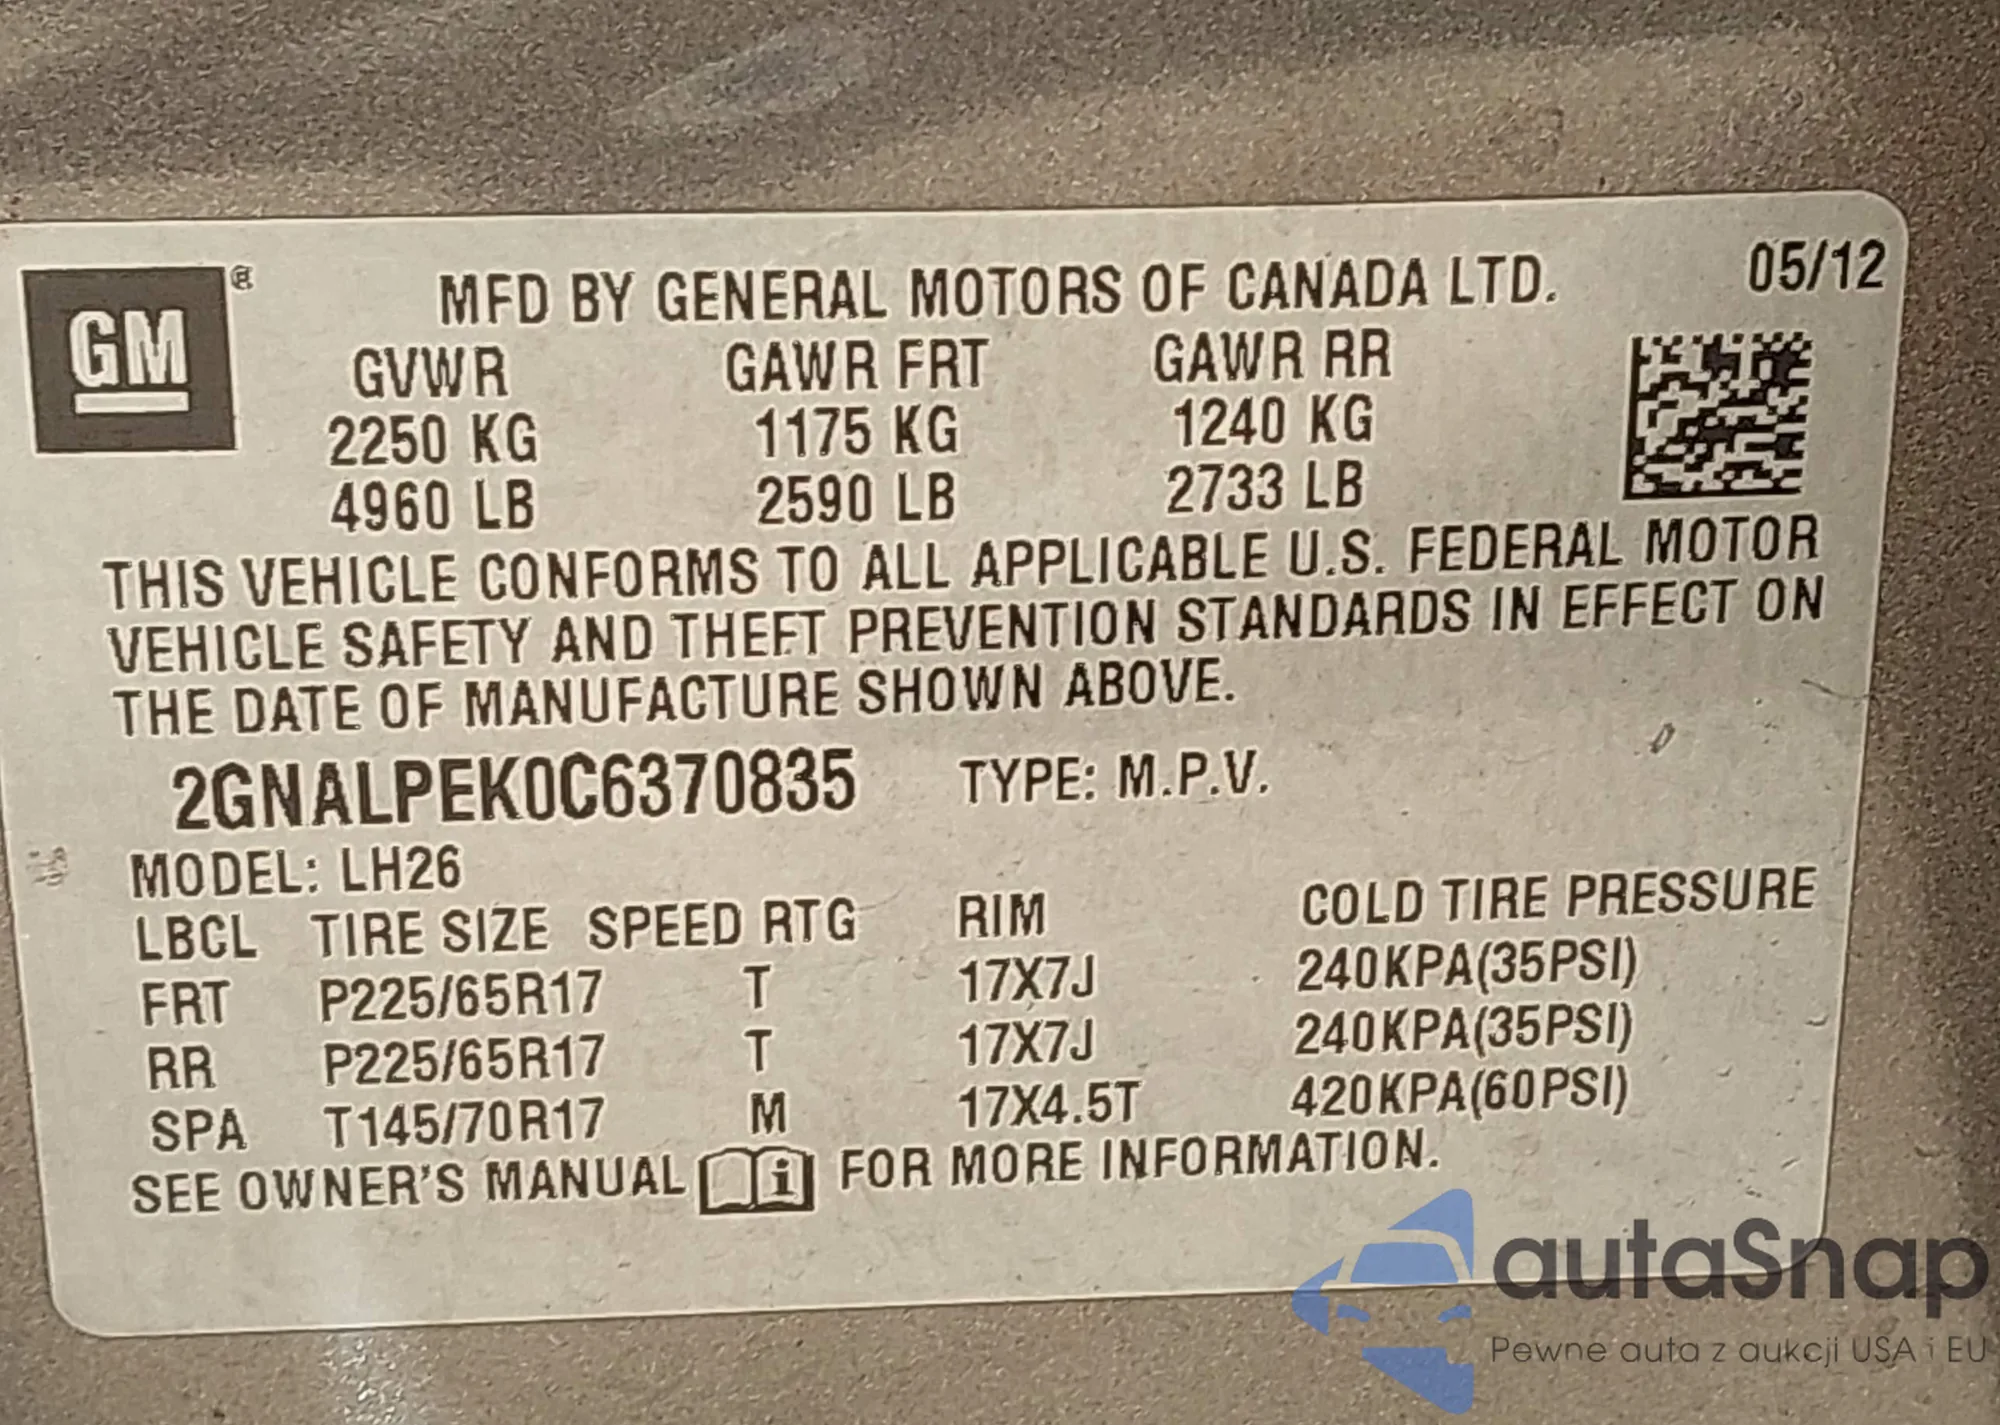 GM ®
MFD BY GENERAL MOTORS OF CANADA LTD. 05/12
GVWR GAWR FRT GAWR RR
2250 KG 1175 KG 1240 KG
4960 LB 2590 LB 2733 LB
THIS VEHICLE CONFORMS TO ALL APPLICABLE U.S. FEDERAL MOTOR
VEHICLE SAFETY AND THEFT PREVENTION STANDARDS IN EFFECT ON
THE DATE OF MANUFACTURE SHOWN ABOVE.
2GNALPEK0C6370835 TYPE: M.P.V.
MODEL: LH26
LBCL TIRE SIZE SPEED RTG RIM COLD TIRE PRESSURE
FRT P225/65R17 T 17X7J 240KPA(35PSI)
RR P225/65R17 T 17X7J 240KPA(35PSI)
SPA T145/70R17 M 17X4.5T 420KPA(60PSI)
SEE OWNER'S MANUAL i FOR MORE INFORMATION.
autaSnap
Pewne auta z aukcji USA i EU